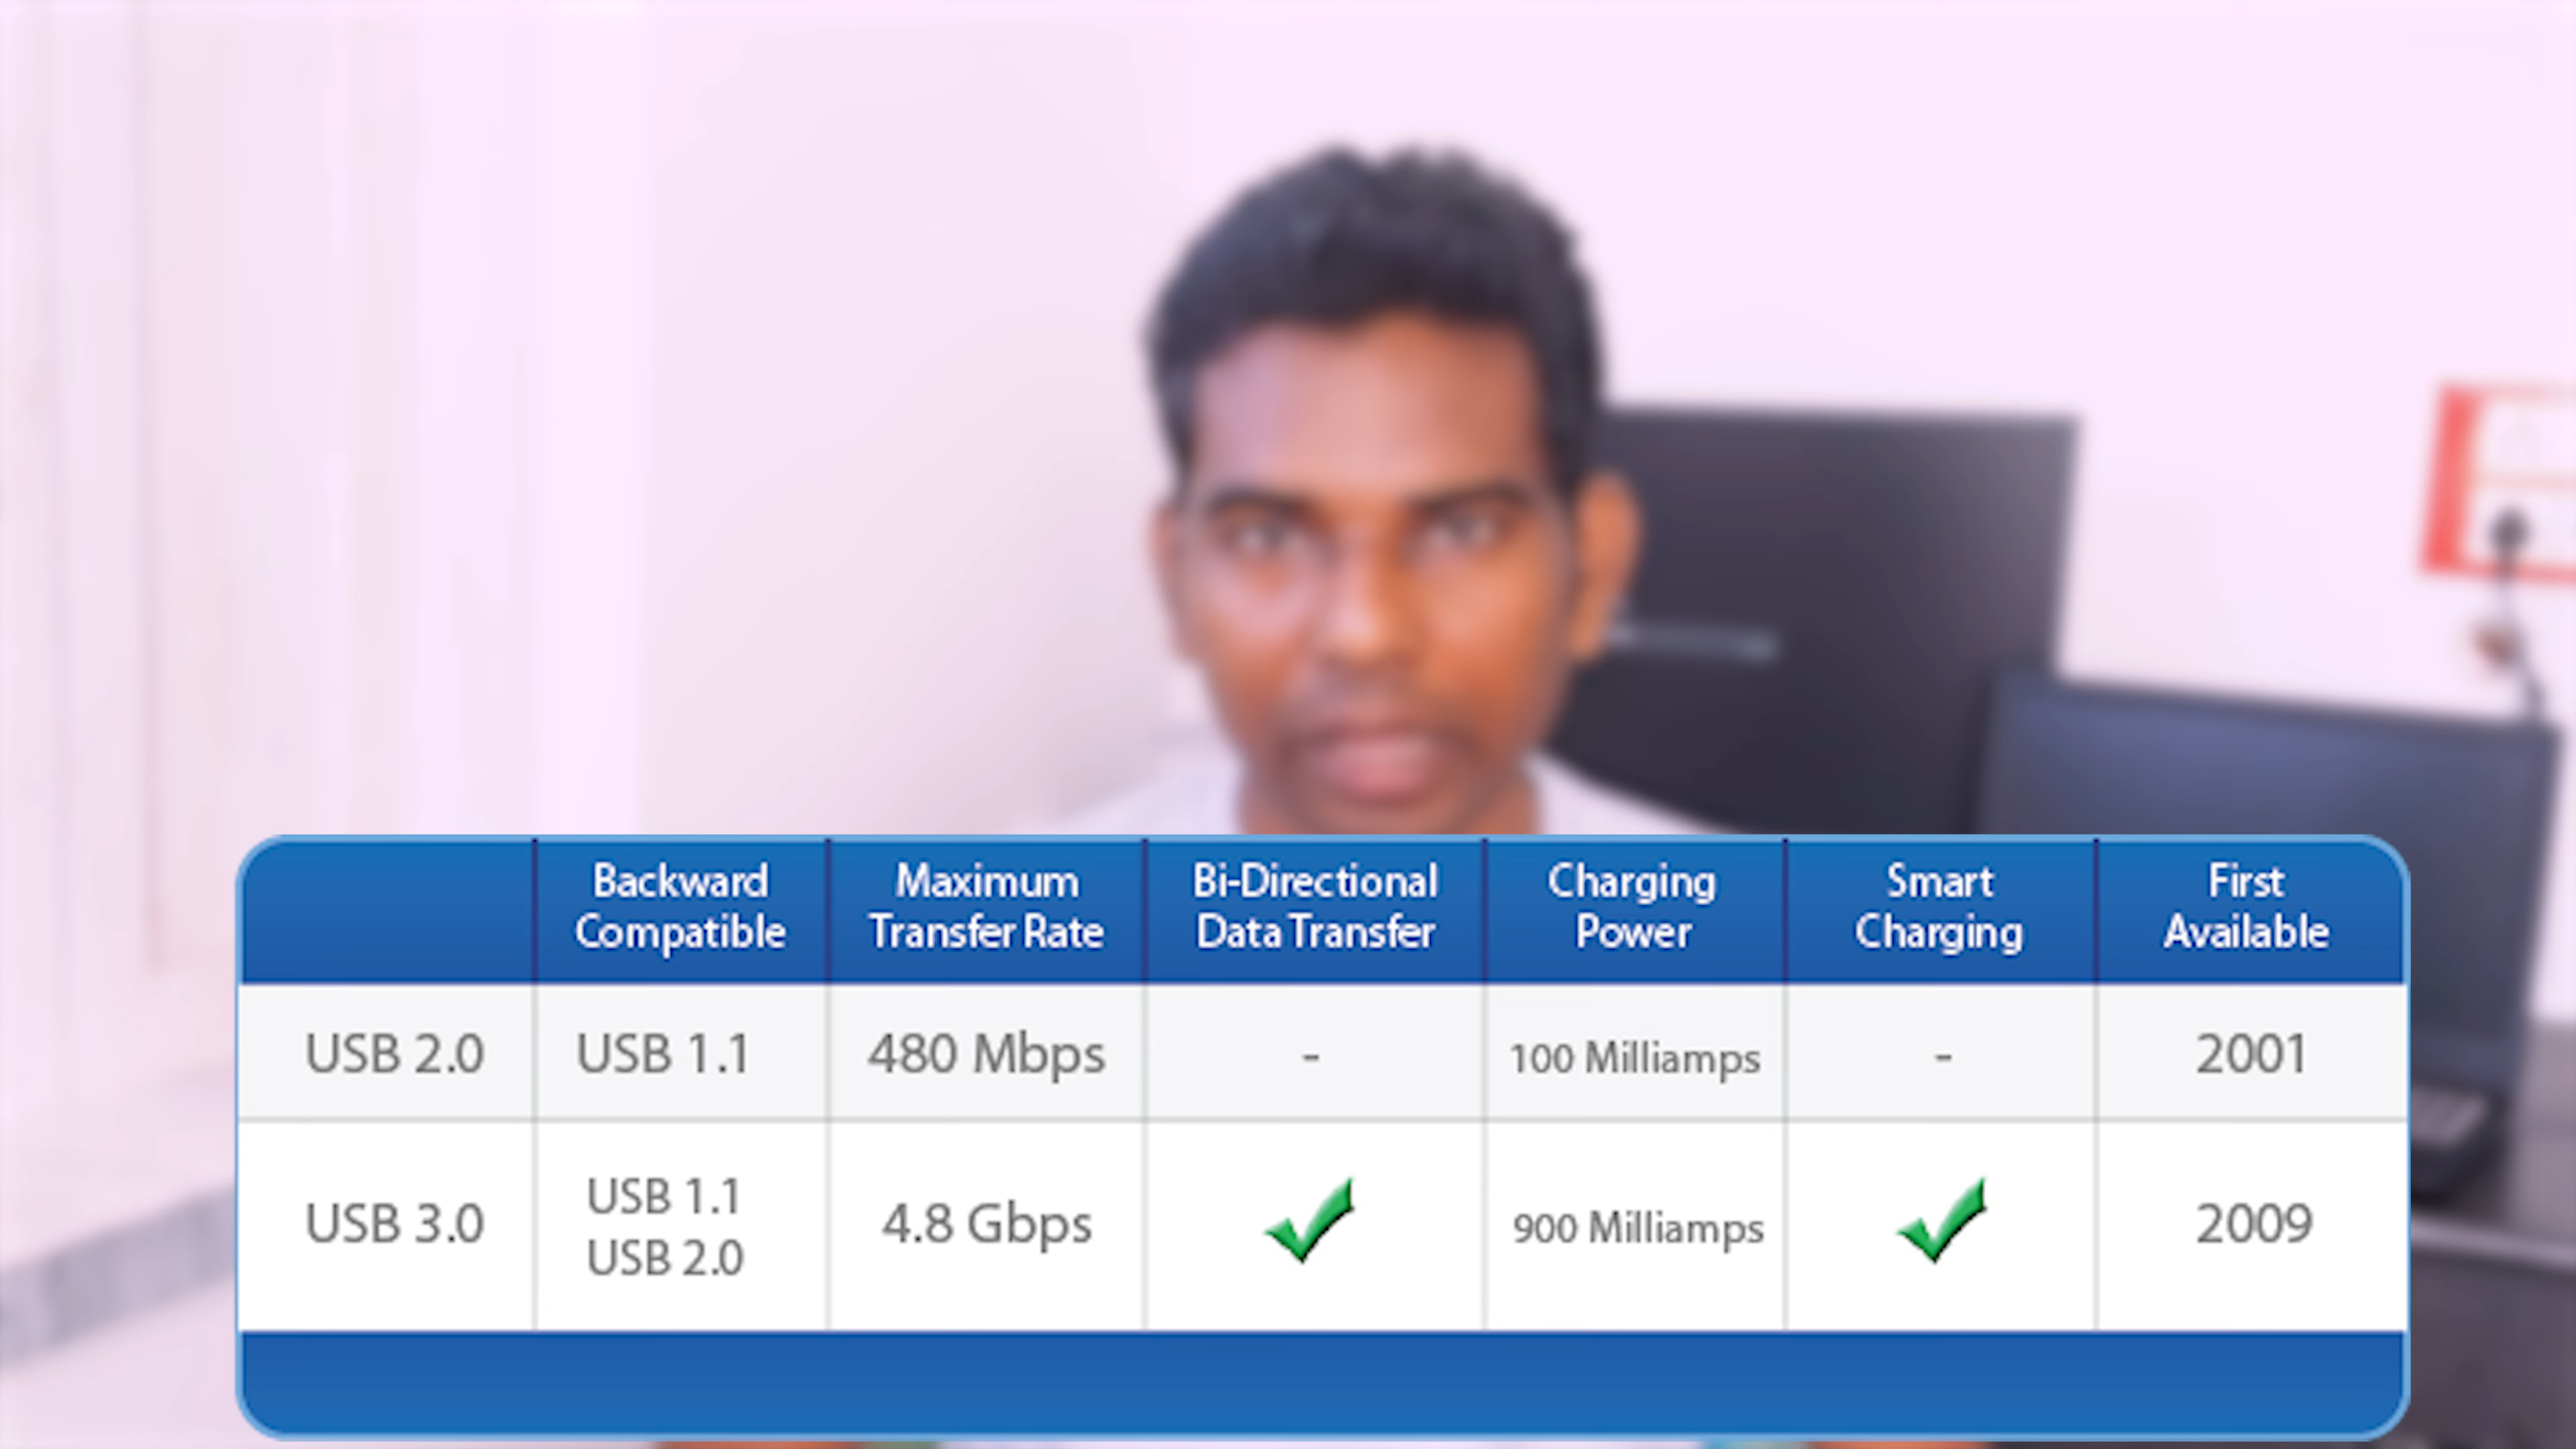 Backward Compatible
Maximum Transfer Rate
Bi-Directional Data Transfer
Charging Power
Smart Charging
First Available
USB 2.0
USB 1.1
480 Mbps
-
100 Milliamps
-
2001
USB 3.0
USB 1.1
USB 2.0
4.8 Gbps
900 Milliamps
2009